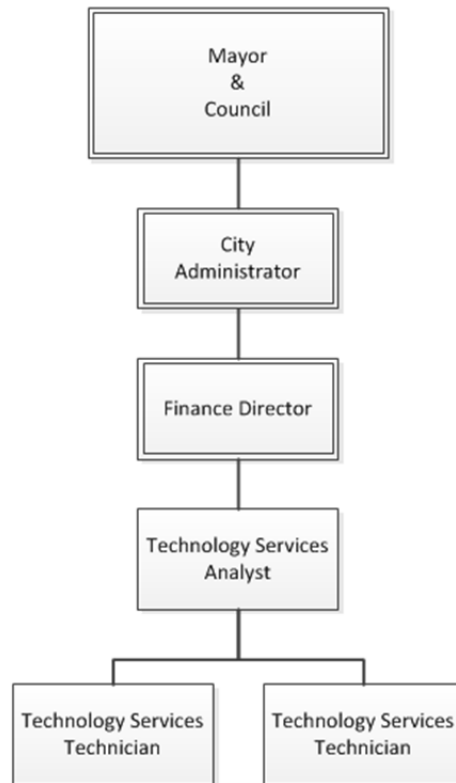 Mayor
&
Council
City
Administrator
Finance Director
Technology Services
Analyst
Technology Services
Technician
Technology Services
Technician